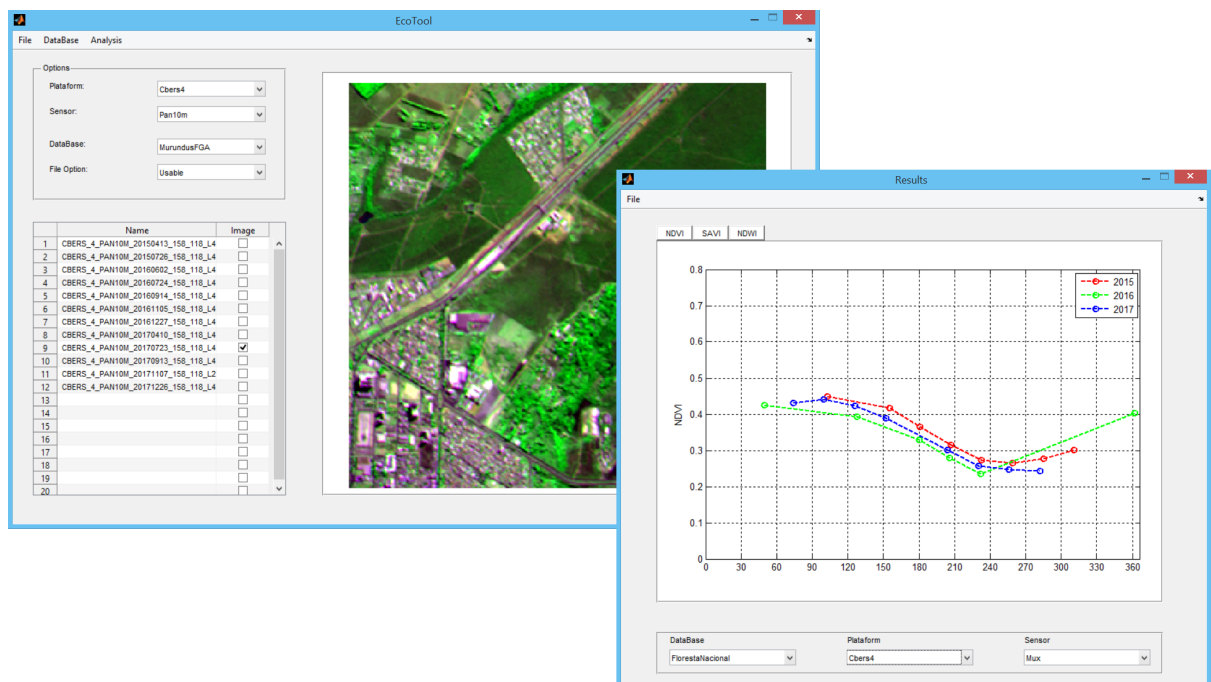 EcoTool
File DataBase Analysis
Options
Plataform: Cbers4
Sensor: Pan10m
DataBase: MurundusFGA
File Option: Usable
Name Image
1 CBERS_4_PAN10M_20150413_158_118_L4
2 CBERS_4_PAN10M_20150726_158_118_L4
3 CBERS_4_PAN10M_20160602_158_118_L4
4 CBERS_4_PAN10M_20160724_158_118_L4
5 CBERS_4_PAN10M_20160914_158_118_L4
6 CBERS_4_PAN10M_20161105_158_118_L4
7 CBERS_4_PAN10M_20161227_158_118_L4
8 CBERS_4_PAN10M_20170410_158_118_L4
9 CBERS_4_PAN10M_20170723_158_118_L4
10 CBERS_4_PAN10M_20170913_158_118_L4
11 CBERS_4_PAN10M_20171107_158_118_L2
12 CBERS_4_PAN10M_20171226_158_118_L4
13
14
15
16
17
18
19
20
Results
File
NDVI SAVI NDWI
0.8
0.7
0.6
0.5
0.4
0.3
0.2
0.1
0
NDVI
2015
2016
2017
0 30 60 90 120 150 180 210 240 270 300 330 360
DataBase Plataform Sensor
FlorestaNacional Cbers4 Mux